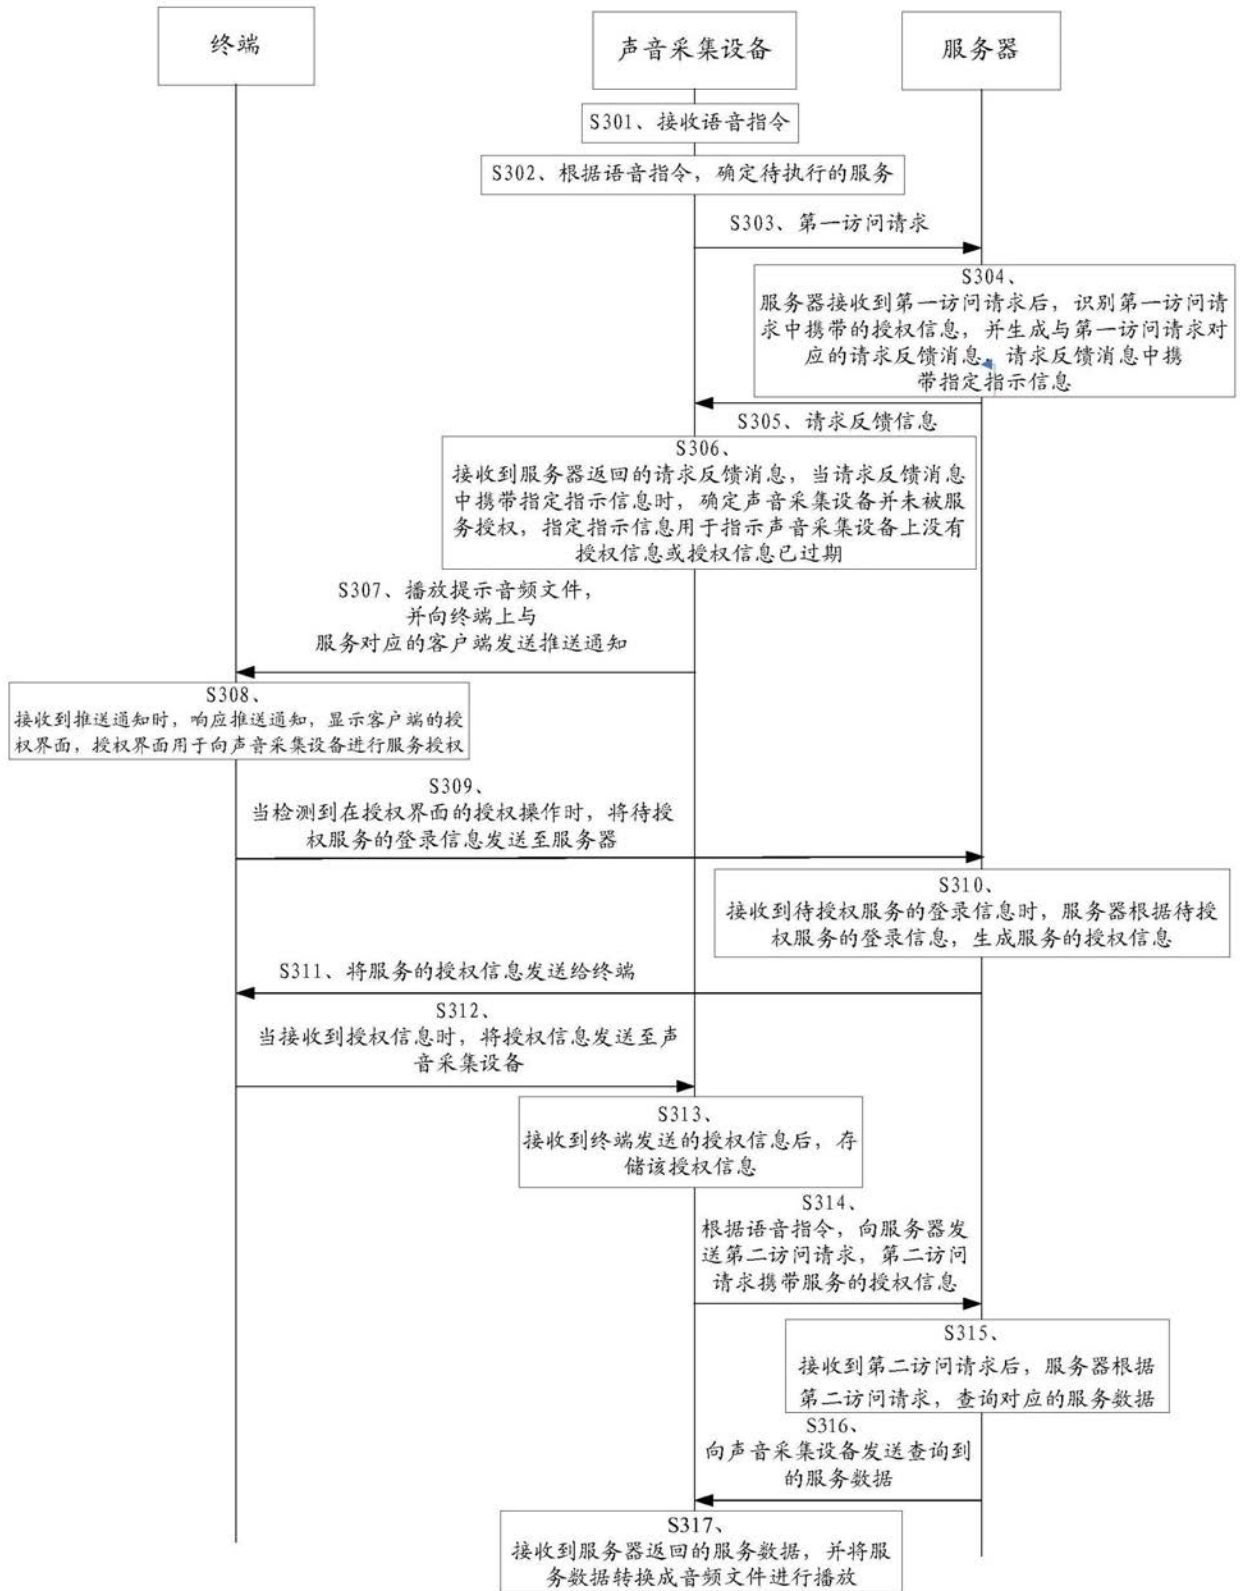 终端
声音采集设备
服务器
S301、接收语音指令
S302、根据语音指令，确定待执行的服务
S303、第一访问请求
S304、
服务器接收到第一访问请求后，识别第一访问请
求中携带的授权信息，并生成与第一访问请求对
应的请求反馈消息，请求反馈消息中携
带指定指示信息
S305、请求反馈信息
S306、
接收到服务器返回的请求反馈消息，当请求反馈消息
中携带指定指示信息时，确定声音采集设备并未被服
务授权，指定指示信息用于指示声音采集设备上没有
授权信息或授权信息已过期
S307、播放提示音频文件，
并向终端上与
服务对应的客户端发送推送通知
S308、
接收到推送通知时，响应推送通知，显示客户端的授
权界面，授权界面用于向声音采集设备进行服务授权
S309、
当检测到在授权界面的授权操作时，将待授
权服务的登录信息发送至服务器
S310、
接收到待授权服务的登录信息时，服务器根据待授
权服务的登录信息，生成服务的授权信息
S311、将服务的授权信息发送给终端
S312、
当接收到授权信息时，将授权信息发送至声
音采集设备
S313、
接收到终端发送的授权信息后，存
储该授权信息
S314、
根据语音指令，向服务器发
送第二访问请求，第二访问
请求携带服务的授权信息
S315、
接收到第二访问请求后，服务器根据
第二访问请求，查询对应的服务数据
S316、
向声音采集设备发送查询到
的服务数据
S317、
接收到服务器返回的服务数据，并将服
务数据转换成音频文件进行播放